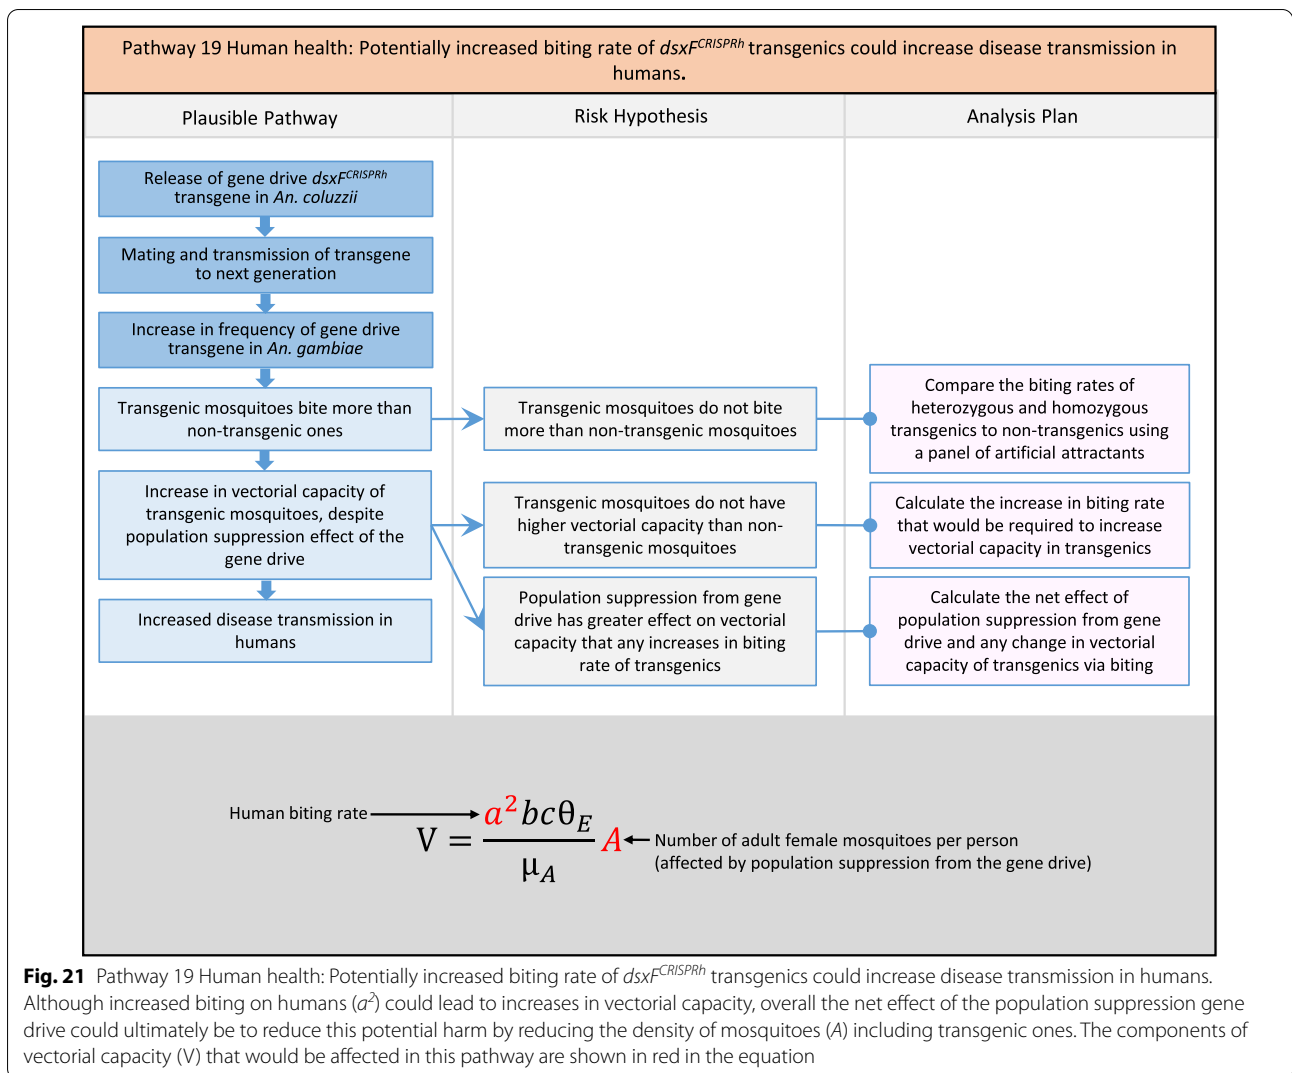 Pathway 19 Human health: Potentially increased biting rate of dsxF^CRISPRh transgenics could increase disease transmission in
humans.
Plausible Pathway
Risk Hypothesis
Analysis Plan
Release of gene drive dsxF^CRISPRh
transgene in An. coluzzii
Mating and transmission of transgene
to next generation
Increase in frequency of gene drive
transgene in An. gambiae
Transgenic mosquitoes bite more than
non-transgenic ones
Transgenic mosquitoes do not bite
more than non-transgenic mosquitoes
Compare the biting rates of
heterozygous and homozygous
transgenics to non-transgenics using
a panel of artificial attractants
Increase in vectorial capacity of
transgenic mosquitoes, despite
population suppression effect of the
gene drive
Transgenic mosquitoes do not have
higher vectorial capacity than non-
transgenic mosquitoes
Calculate the increase in biting rate
that would be required to increase
vectorial capacity in transgenics
Population suppression from gene
drive has greater effect on vectorial
capacity that any increases in biting
rate of transgenics
Calculate the net effect of
population suppression from gene
drive and any change in vectorial
capacity of transgenics via biting
Increased disease transmission in
humans
Human biting rate
V = a²bcθ_E / μ_A A
Number of adult female mosquitoes per person
(affected by population suppression from the gene drive)
Fig. 21 Pathway 19 Human health: Potentially increased biting rate of dsxF^CRISPRh transgenics could increase disease transmission in humans.
Although increased biting on humans (a²) could lead to increases in vectorial capacity, overall the net effect of the population suppression gene
drive could ultimately be to reduce this potential harm by reducing the density of mosquitoes (A) including transgenic ones. The components of
vectorial capacity (V) that would be affected in this pathway are shown in red in the equation